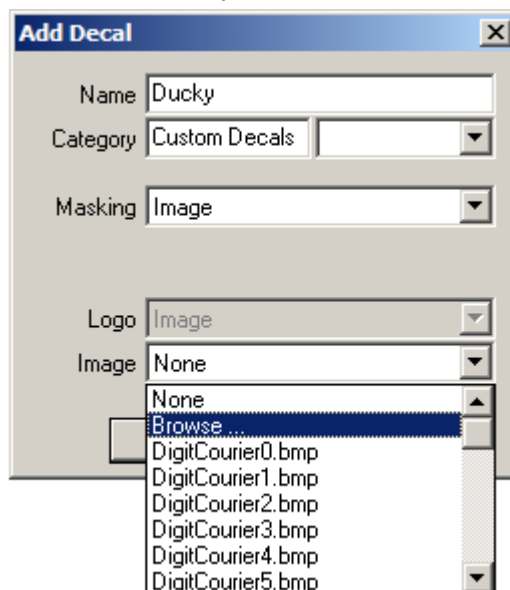 Add Decal
Name Ducky
Category Custom Decals
Masking Image
Logo Image
Image None
None
Browse ...
DigitCourier0.bmp
DigitCourier1.bmp
DigitCourier2.bmp
DigitCourier3.bmp
DigitCourier4.bmp
DigitCourier5.bmp